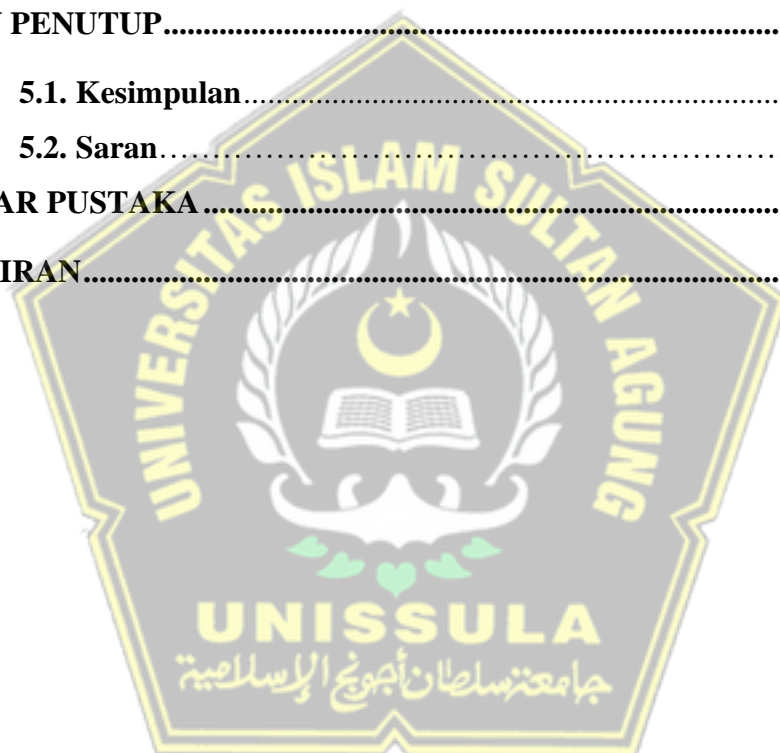 PENUTUP..........................................................................
5.1. Kesimpulan..................................................................
5.2. Saran……………………………………………………
AR PUSTAKA.....................................................................
IRAN....................................................................................
UNIVERSITAS ISLAM SULTAN AGUNG
UNISSULA
جامعة سلطان أجونج الإسلامية